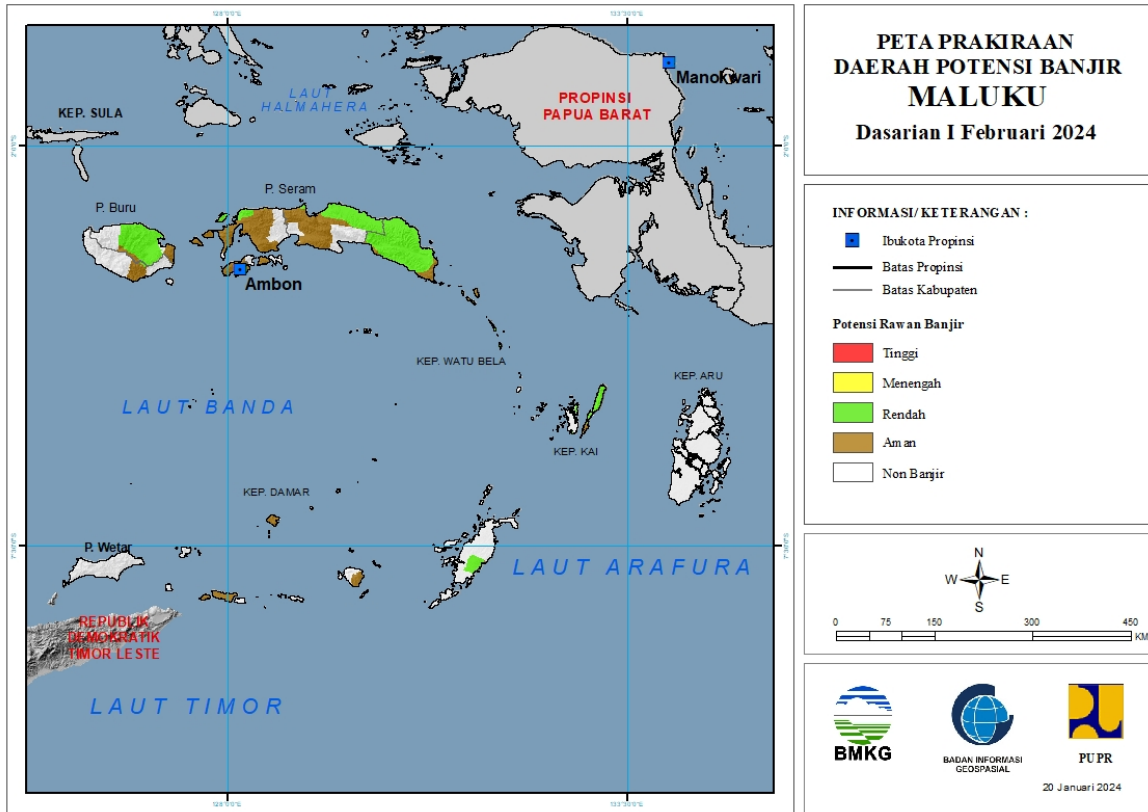 PETA PRAKIRAAN
DAERAH POTENSI BANJIR
MALUKU
Dasarian I Februari 2024
INFORMASI/ KETERANGAN :
Ibukota Propinsi
Batas Propinsi
Batas Kabupaten
Potensi Rawan Banjir
Tinggi
Menengah
Rendah
Aman
Non Banjir
N
W E
S
0 75 150 300 450
KM
BMKG
BADAN INFORMASI
GEOSPASIAL
PUPR
20 Januari 2024
Manokwari
LAUT
HALMAHERA
PROPINSI
PAPUA BARAT
KEP. SULA
P. Seram
P. Buru
Ambon
KEP. WATU BELA
KEP. ARU
LAUT BANDA
KEP. KAI
KEP. DAMAR
P. Wetar
LAUT ARAFURA
REPUBLIK
DEMOKRATIK
TIMOR LESTE
LAUT TIMOR